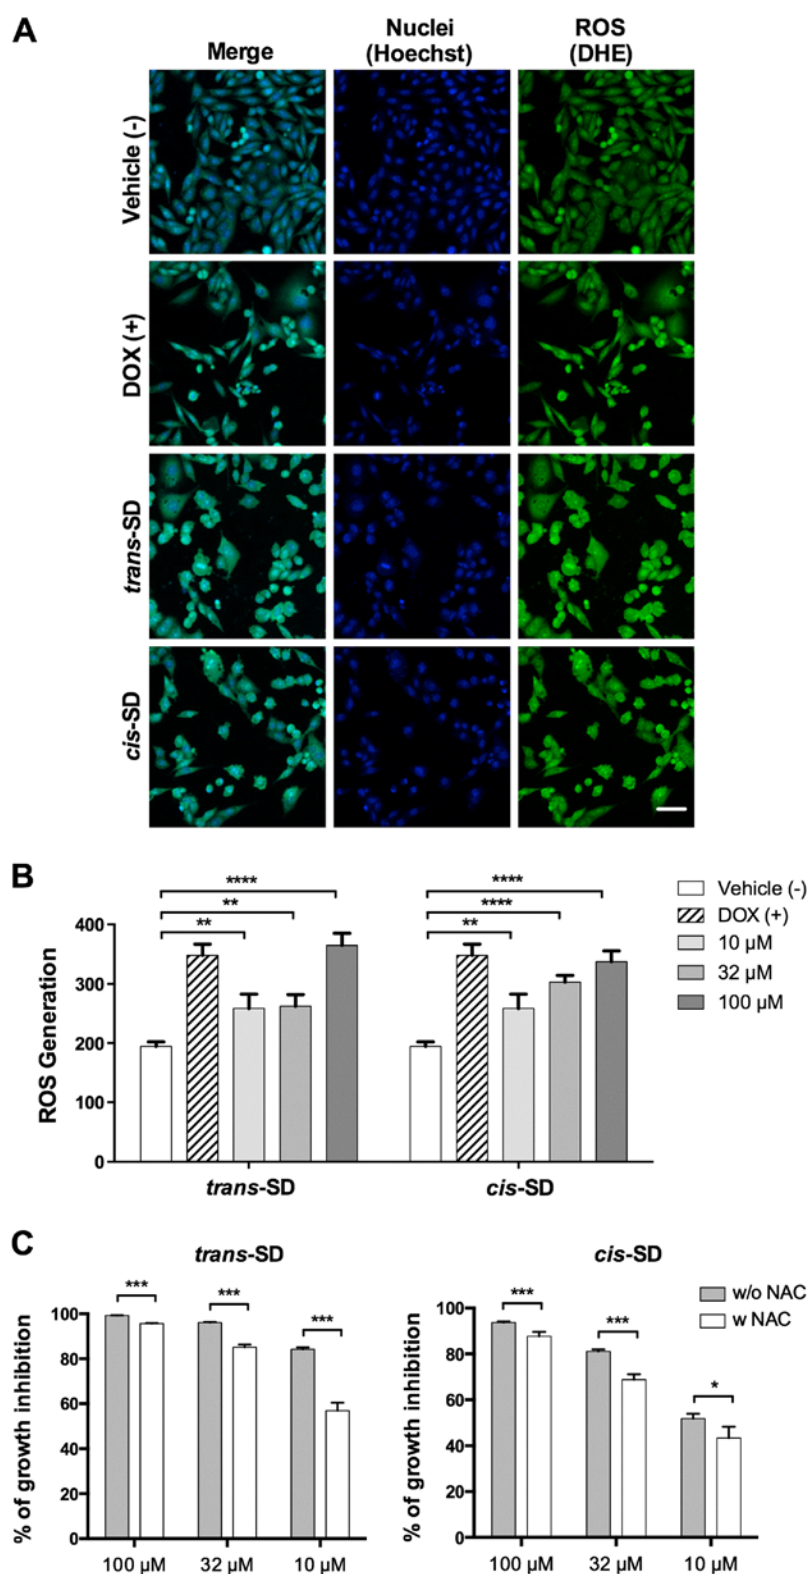 A
Merge
Nuclei
(Hoechst)
ROS
(DHE)
Vehicle (-)
DOX (+)
trans-SD
cis-SD
B
****
**
**
****
****
**
Vehicle (-)
DOX (+)
10 µM
32 µM
100 µM
ROS Generation
400
300
200
100
0
trans-SD
cis-SD
C
trans-SD
% of growth inhibition
100
80
60
40
20
0
***
***
***
100 µM
32 µM
10 µM
cis-SD
% of growth inhibition
100
80
60
40
20
0
***
***
*
100 µM
32 µM
10 µM
w/o NAC
w NAC